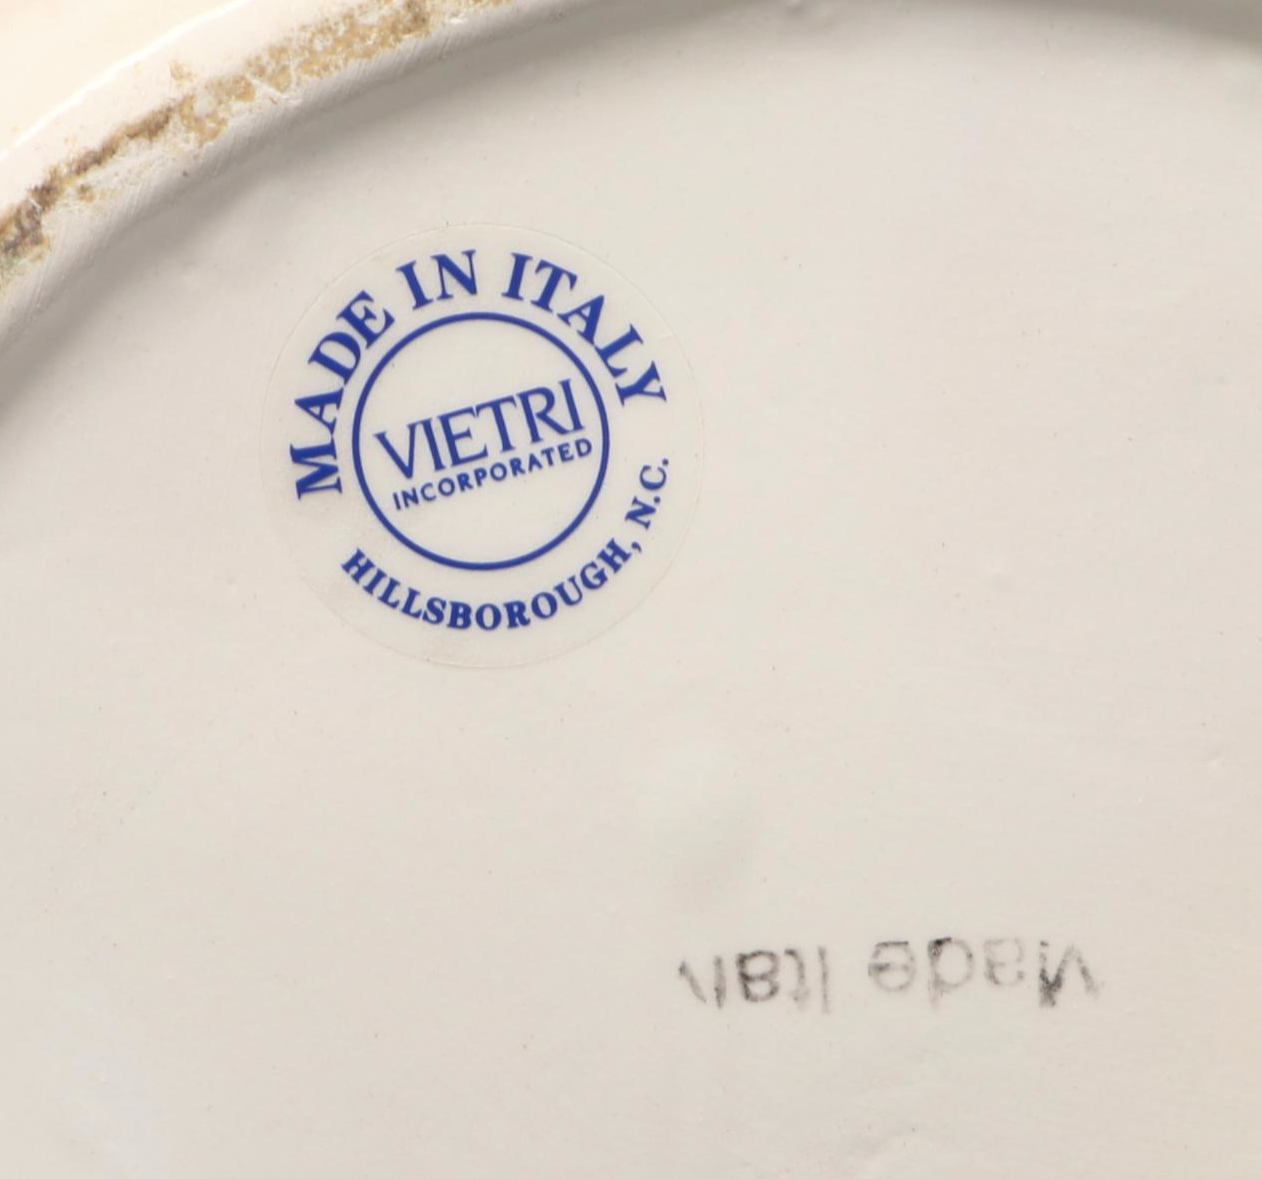 MADE IN ITALY
VIETRI
INCORPORATED
HILLSBOROUGH, N.C.
Made Italy